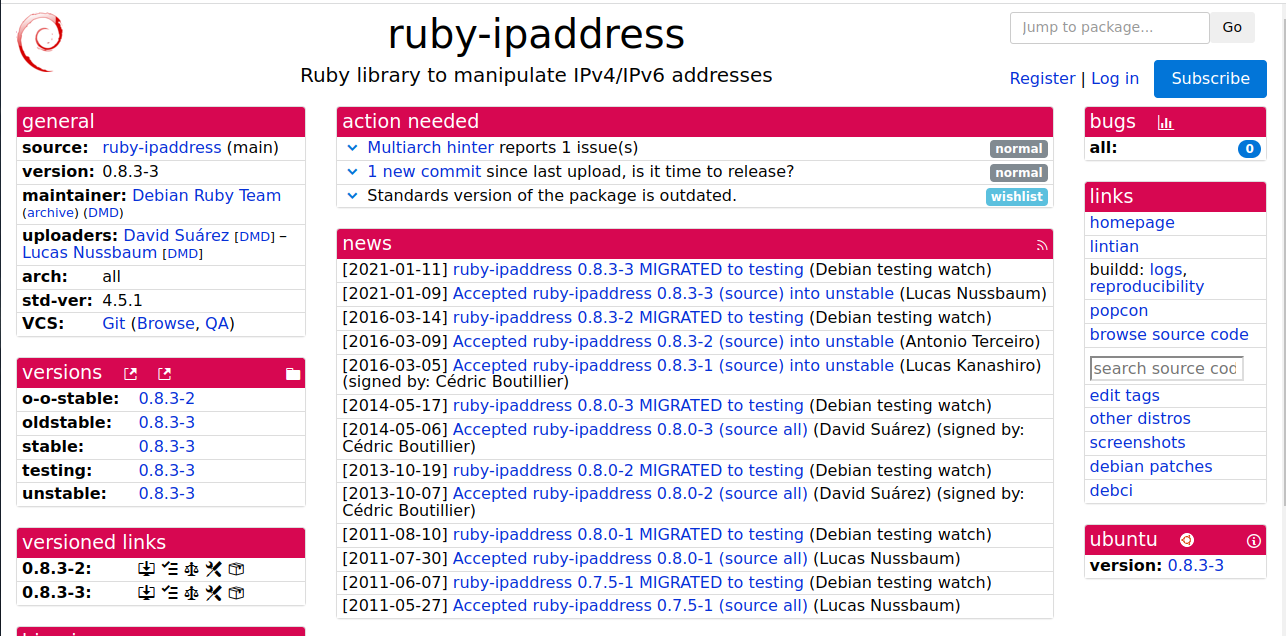 ruby-ipaddress
Ruby library to manipulate IPv4/IPv6 addresses
Jump to package...
Go
Register | Log in
Subscribe
general
source: ruby-ipaddress (main)
version: 0.8.3-3
maintainer: Debian Ruby Team
(archive) (DMD)
uploaders: David Suárez [DMD] –
Lucas Nussbaum [DMD]
arch: all
std-ver: 4.5.1
VCS: Git (Browse, QA)
versions
o-o-stable: 0.8.3-2
oldstable: 0.8.3-3
stable: 0.8.3-3
testing: 0.8.3-3
unstable: 0.8.3-3
versioned links
0.8.3-2:
0.8.3-3:
action needed
Multiarch hinter reports 1 issue(s) normal
1 new commit since last upload, is it time to release? normal
Standards version of the package is outdated. wishlist
news
[2021-01-11] ruby-ipaddress 0.8.3-3 MIGRATED to testing (Debian testing watch)
[2021-01-09] Accepted ruby-ipaddress 0.8.3-3 (source) into unstable (Lucas Nussbaum)
[2016-03-14] ruby-ipaddress 0.8.3-2 MIGRATED to testing (Debian testing watch)
[2016-03-09] Accepted ruby-ipaddress 0.8.3-2 (source) into unstable (Antonio Terceiro)
[2016-03-05] Accepted ruby-ipaddress 0.8.3-1 (source) into unstable (Lucas Kanashiro)
(signed by: Cédric Boutillier)
[2014-05-17] ruby-ipaddress 0.8.0-3 MIGRATED to testing (Debian testing watch)
[2014-05-06] Accepted ruby-ipaddress 0.8.0-3 (source all) (David Suárez) (signed by:
Cédric Boutillier)
[2013-10-19] ruby-ipaddress 0.8.0-2 MIGRATED to testing (Debian testing watch)
[2013-10-07] Accepted ruby-ipaddress 0.8.0-2 (source all) (David Suárez) (signed by:
Cédric Boutillier)
[2011-08-10] ruby-ipaddress 0.8.0-1 MIGRATED to testing (Debian testing watch)
[2011-07-30] Accepted ruby-ipaddress 0.8.0-1 (source all) (Lucas Nussbaum)
[2011-06-07] ruby-ipaddress 0.7.5-1 MIGRATED to testing (Debian testing watch)
[2011-05-27] Accepted ruby-ipaddress 0.7.5-1 (source all) (Lucas Nussbaum)
bugs
all: 0
links
homepage
lintian
buildd: logs,
reproducibility
popcon
browse source code
search source coc
edit tags
other distros
screenshots
debian patches
debci
ubuntu
version: 0.8.3-3